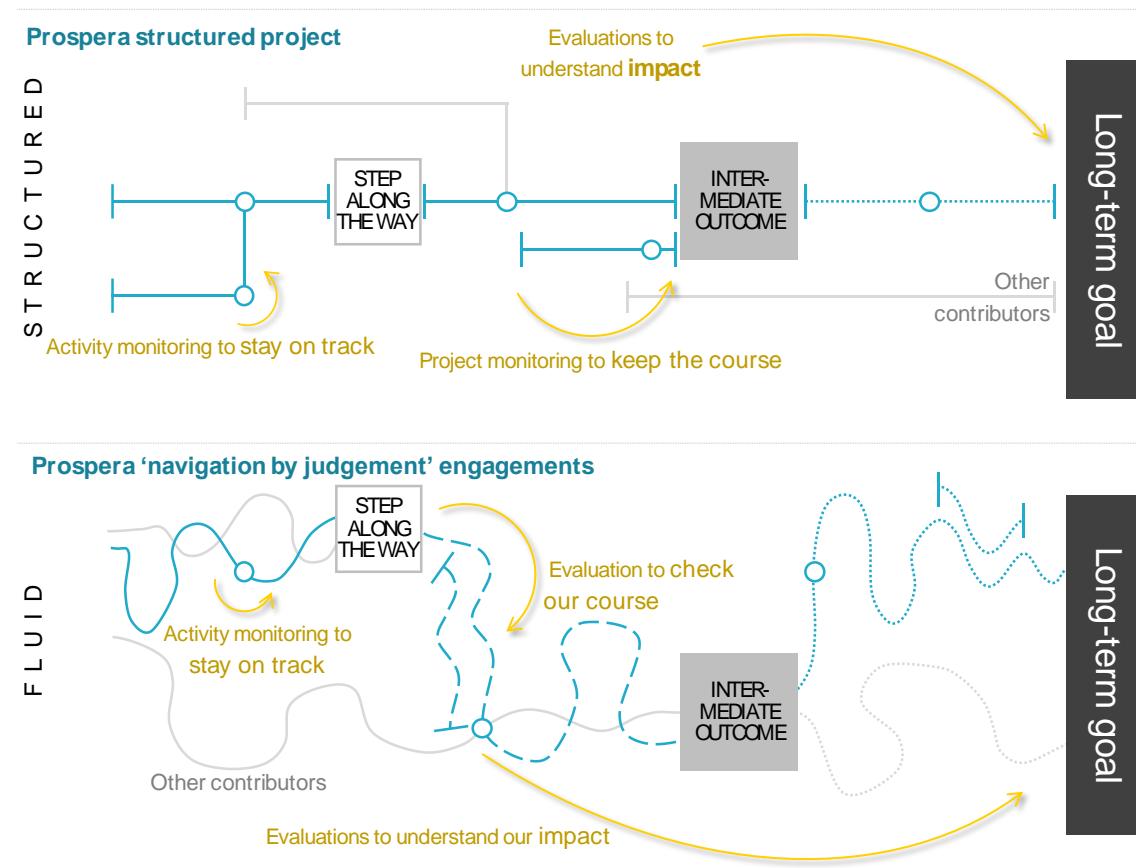 Prospera structured project
Evaluations to
understand impact
STRUCTURED
STEP
ALONG
THE WAY
INTER-
MEDIATE
OUTCOME
Long-term goal
Other
contributors
Activity monitoring to stay on track
Project monitoring to keep the course
Prospera ‘navigation by judgement’ engagements
FLUID
STEP
ALONG
THE WAY
Evaluation to check
our course
Activity monitoring to
stay on track
INTER-
MEDIATE
OUTCOME
Long-term goal
Other contributors
Evaluations to understand our impact